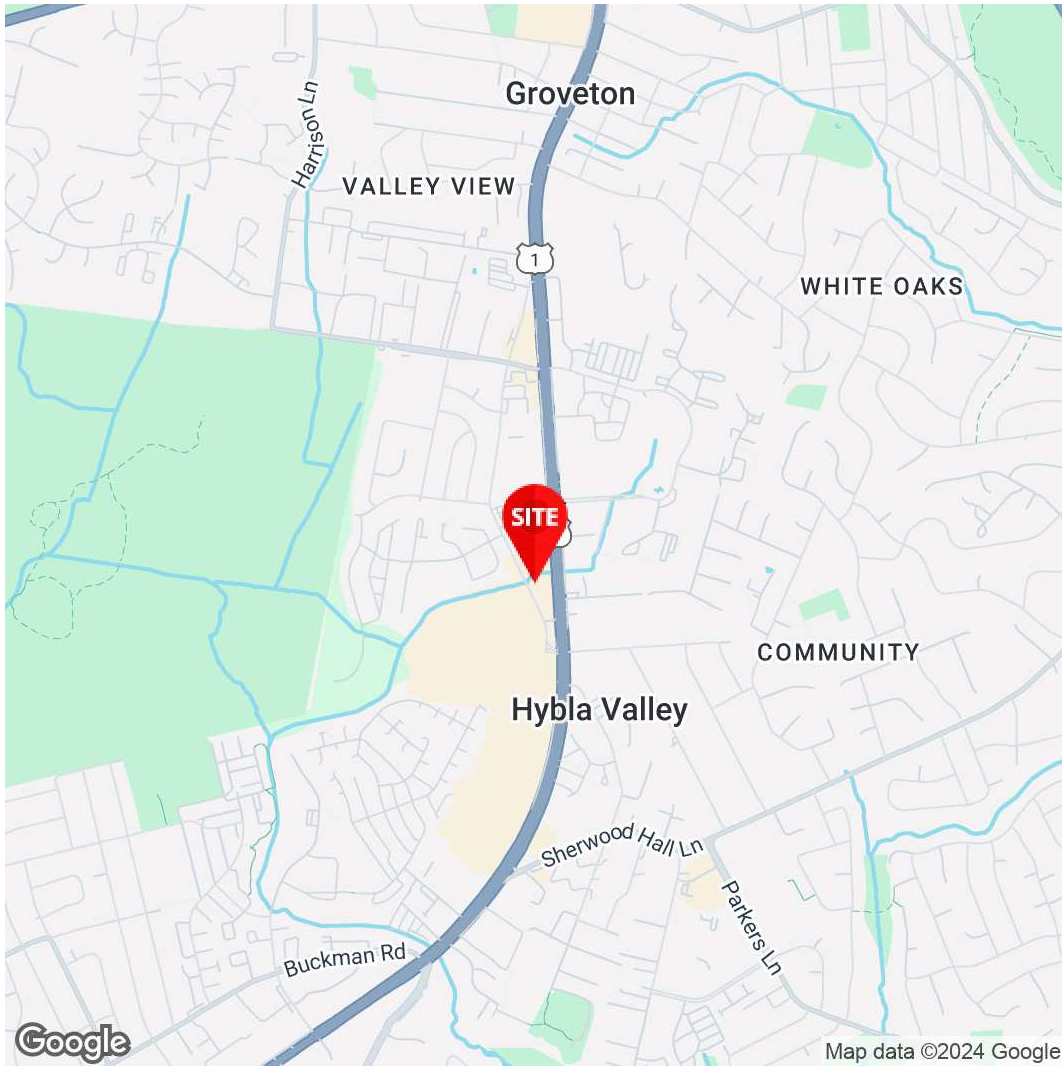 Groveton
Harrison Ln
VALLEY VIEW
1
WHITE OAKS
SITE
COMMUNITY
Hybla Valley
Sherwood Hall Ln
Parkers Ln
Buckman Rd
Google
Map data ©2024 Google